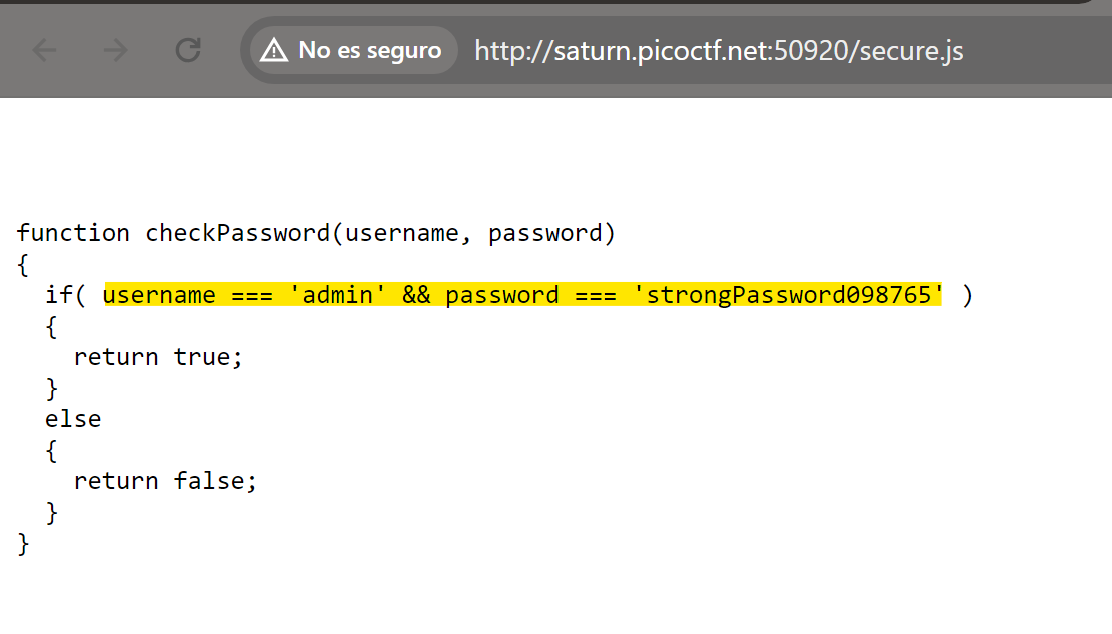 No es seguro http://saturn.picoctf.net:50920/secure.js
function checkPassword(username, password)
{
  if( username === 'admin' && password === 'strongPassword098765' )
  {
    return true;
  }
  else
  {
    return false;
  }
}